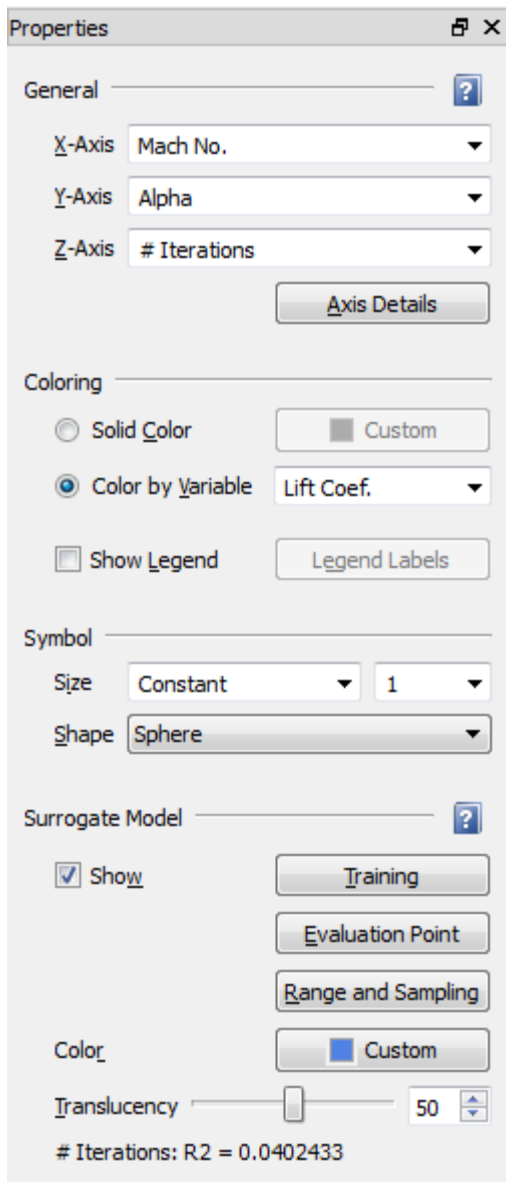 Properties
General
X-Axis Mach No.
Y-Axis Alpha
Z-Axis # Iterations
Axis Details
Coloring
Solid Color Custom
Color by Variable Lift Coef.
Show Legend Legend Labels
Symbol
Size Constant 1
Shape Sphere
Surrogate Model
Show Training
Evaluation Point
Range and Sampling
Color Custom
Translucency 50
# Iterations: R2 = 0.0402433